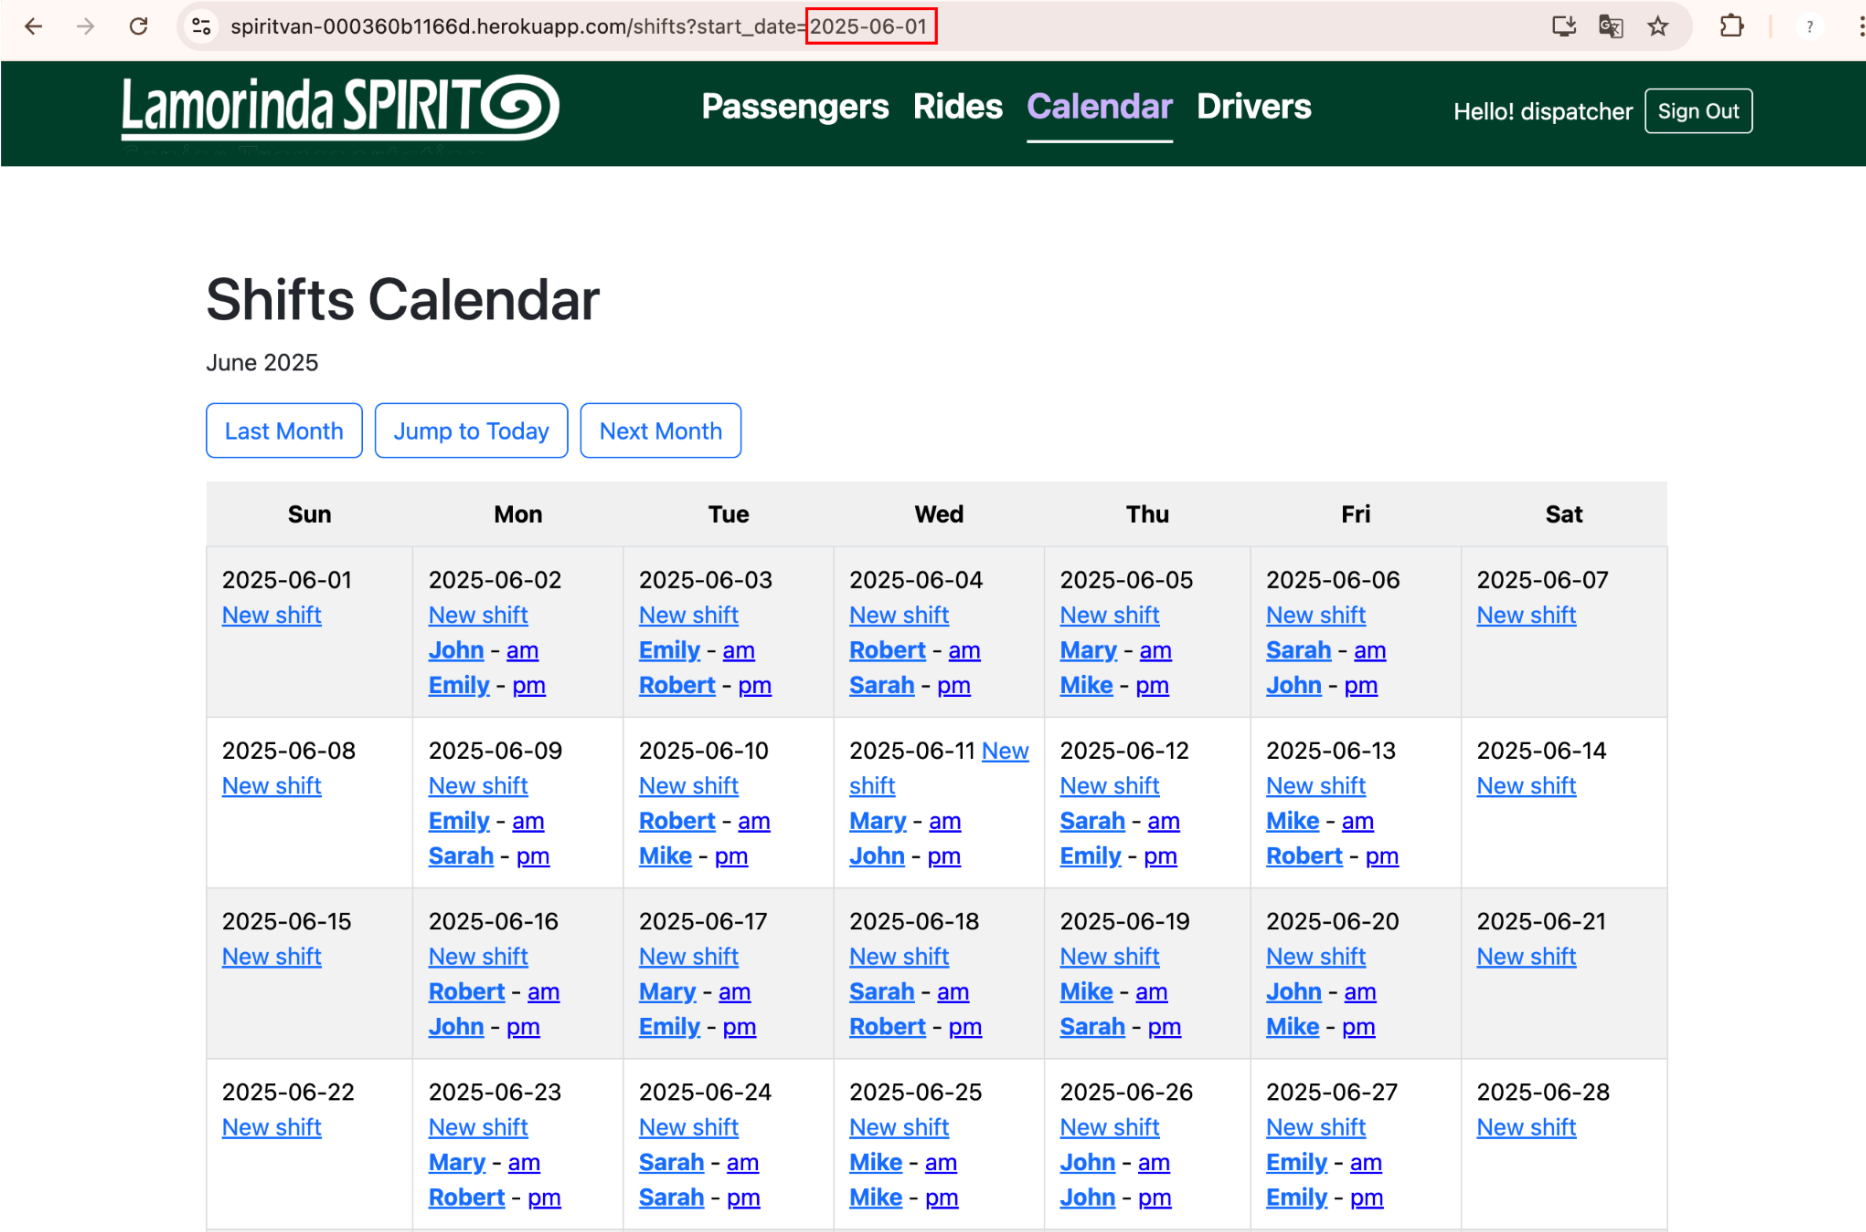 spiritvan-000360b1166d.herokuapp.com/shifts?start_date=2025-06-01
?
Lamorinda SPIRIT
Passengers Rides Calendar Drivers
Hello! dispatcher Sign Out
Shifts Calendar
June 2025
Last Month Jump to Today Next Month
Sun Mon Tue Wed Thu Fri Sat
2025-06-01 2025-06-02 2025-06-03 2025-06-04 2025-06-05 2025-06-06 2025-06-07
New shift New shift New shift New shift New shift New shift New shift
John - am Emily - am Robert - am Mary - am Sarah - am
Emily - pm Robert - pm Sarah - pm Mike - pm John - pm
2025-06-08 2025-06-09 2025-06-10 2025-06-11 New 2025-06-12 2025-06-13 2025-06-14
New shift New shift New shift shift New shift New shift New shift
Emily - am Robert - am Mary - am Sarah - am Mike - am
Sarah - pm Mike - pm John - pm Emily - pm Robert - pm
2025-06-15 2025-06-16 2025-06-17 2025-06-18 2025-06-19 2025-06-20 2025-06-21
New shift New shift New shift New shift New shift New shift New shift
Robert - am Mary - am Sarah - am Mike - am John - am
John - pm Emily - pm Robert - pm Sarah - pm Mike - pm
2025-06-22 2025-06-23 2025-06-24 2025-06-25 2025-06-26 2025-06-27 2025-06-28
New shift New shift New shift New shift New shift New shift New shift
Mary - am Sarah - am Mike - am John - am Emily - am
Robert - pm Sarah - pm Mike - pm John - pm Emily - pm